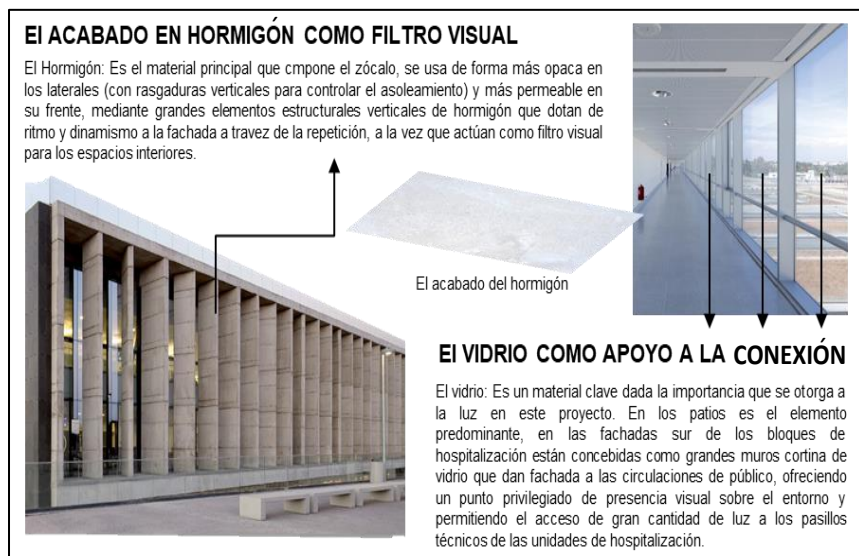 El ACABADO EN HORMIGÓN COMO FILTRO VISUAL
El Hormigón: Es el material principal que cmpone el zócalo, se usa de forma más opaca en
los laterales (con rasgaduras verticales para controlar el asoleamiento) y más permeable en
su frente, mediante grandes elementos estructurales verticales de hormigón que dotan de
ritmo y dinamismo a la fachada a travez de la repetición, a la vez que actúan como filtro visual
para los espacios interiores.
El acabado del hormigón
El VIDRIO COMO APOYO A LA CONEXIÓN
El vidrio: Es un material clave dada la importancia que se otorga a
la luz en este proyecto. En los patios es el elemento
predominante, en las fachadas sur de los bloques de
hospitalización están concebidas como grandes muros cortina de
vidrio que dan fachada a las circulaciones de público, ofreciendo
un punto privilegiado de presencia visual sobre el entorno y
permitiendo el acceso de gran cantidad de luz a los pasillos
técnicos de las unidades de hospitalización.